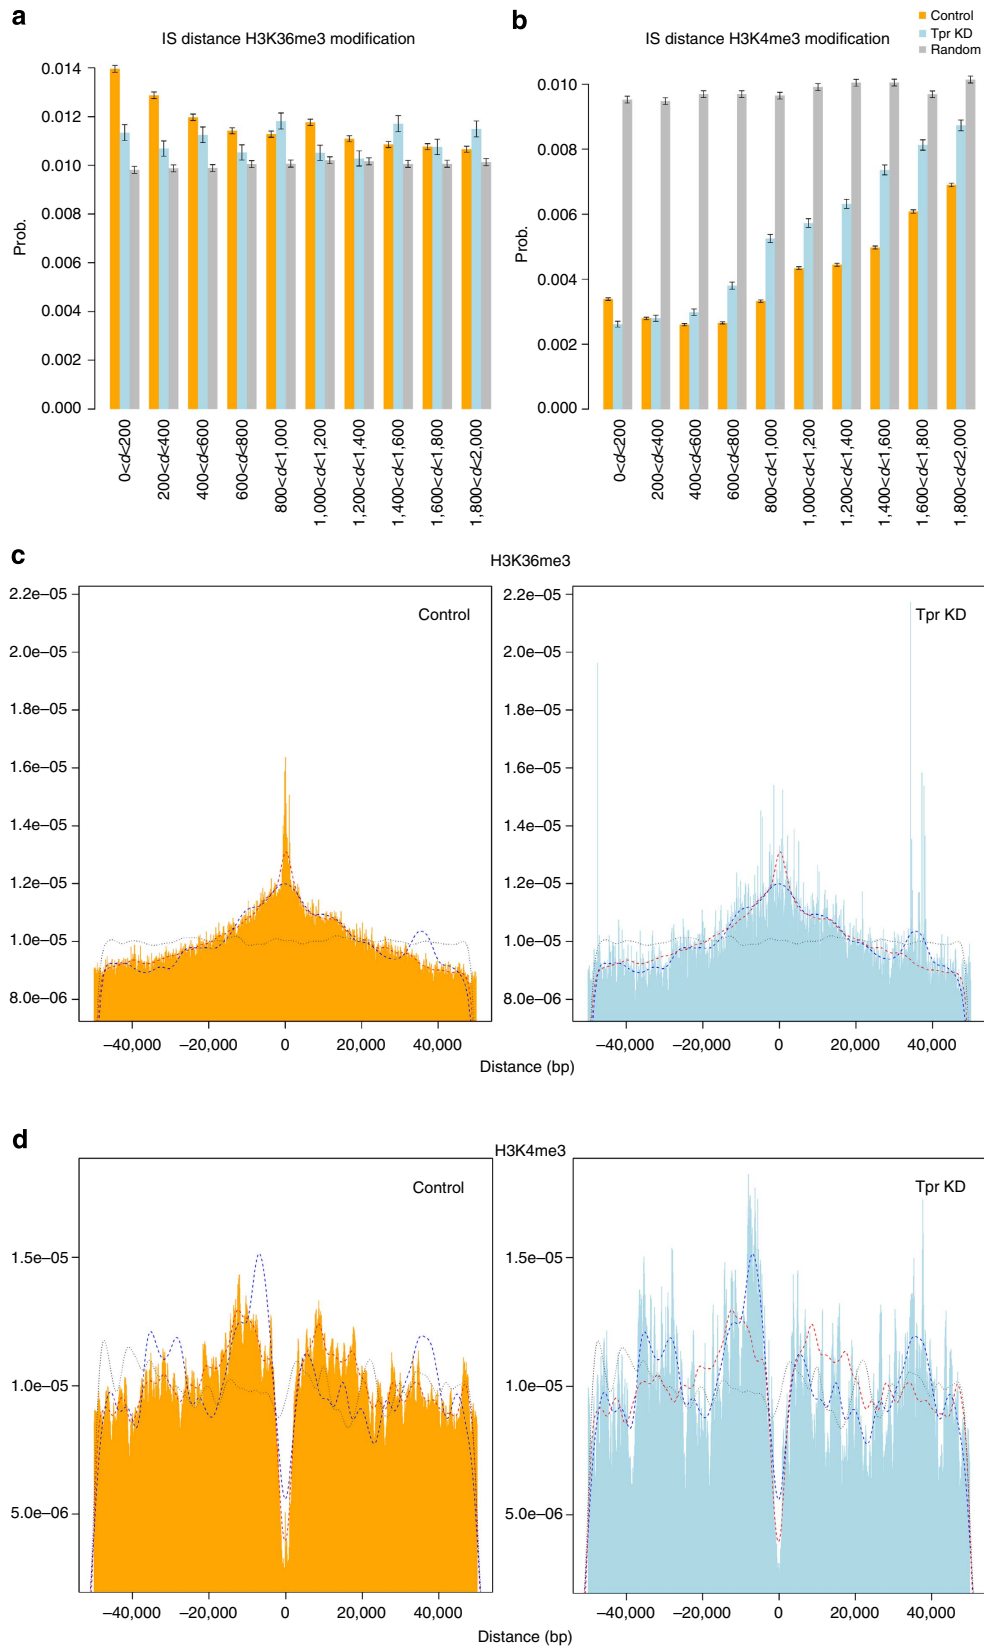 a
IS distance H3K36me3 modification
Prob.
0.014
0.012
0.010
0.008
0.006
0.004
0.002
0.000
0<d<200
200<d<400
400<d<600
600<d<800
800<d<1,000
1,000<d<1,200
1,200<d<1,400
1,400<d<1,600
1,600<d<1,800
1,800<d<2,000
b
IS distance H3K4me3 modification
Control
Tpr KD
Random
Prob.
0.010
0.008
0.006
0.004
0.002
0.000
0<d<200
200<d<400
400<d<600
600<d<800
800<d<1,000
1,000<d<1,200
1,200<d<1,400
1,400<d<1,600
1,600<d<1,800
1,800<d<2,000
c
H3K36me3
Control
2.2e–05
2.0e–05
1.8e–05
1.6e–05
1.4e–05
1.2e–05
1.0e–05
8.0e–06
–40,000 –20,000 0 20,000 40,000
Tpr KD
2.2e–05
2.0e–05
1.8e–05
1.6e–05
1.4e–05
1.2e–05
1.0e–05
8.0e–06
–40,000 –20,000 0 20,000 40,000
Distance (bp)
d
H3K4me3
Control
1.5e–05
1.0e–05
5.0e–06
–40,000 –20,000 0 20,000 40,000
Tpr KD
1.5e–05
1.0e–05
5.0e–06
–40,000 –20,000 0 20,000 40,000
Distance (bp)